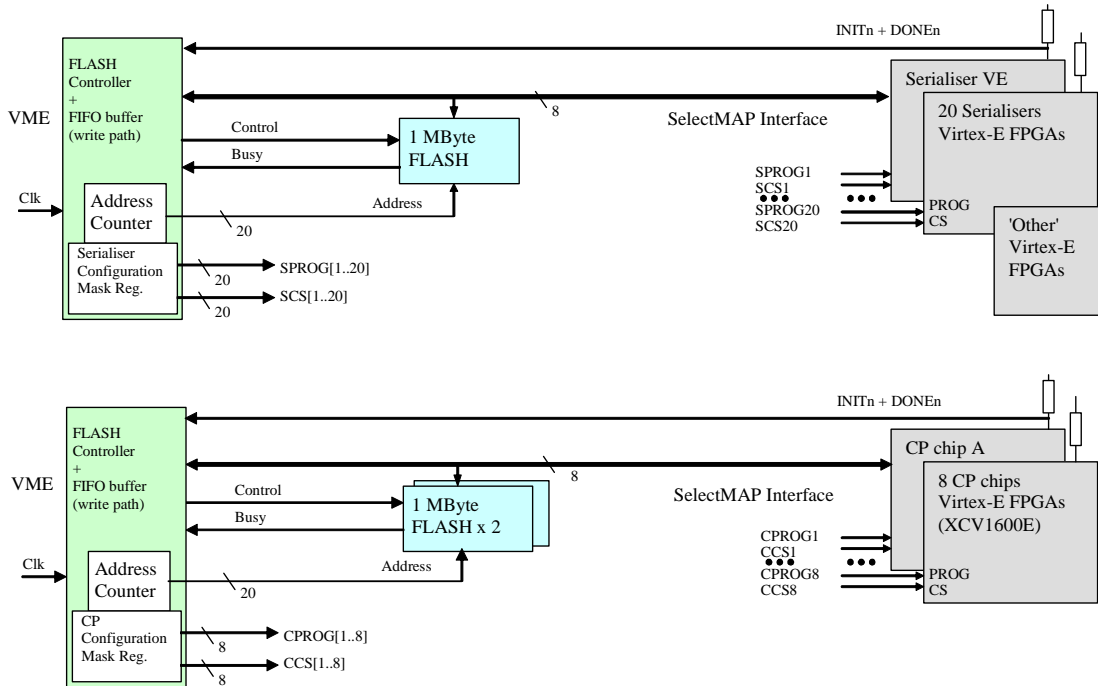 INITn + DONEn
FLASH
Controller
+
FIFO buffer
(write path)
VME
Clk
Address
Counter
Serialiser
Configuration
Mask Reg.
Control
Busy
1 MByte
FLASH
8
Address
20
20
SPROG[1..20]
20
SCS[1..20]
SelectMAP Interface
Serialiser VE
20 Serialisers
Virtex-E FPGAs
SPROG1
SCS1
SPROG20
SCS20
PROG
CS
'Other'
Virtex-E
FPGAs
INITn + DONEn
FLASH
Controller
+
FIFO buffer
(write path)
VME
Clk
Address
Counter
CP
Configuration
Mask Reg.
Control
Busy
1 MByte
FLASH x 2
8
Address
20
8
CPROG[1..8]
8
CCS[1..8]
SelectMAP Interface
CP chip A
8 CP chips
Virtex-E FPGAs
(XCV1600E)
CPROG1
CCS1
CPROG8
CCS8
PROG
CS